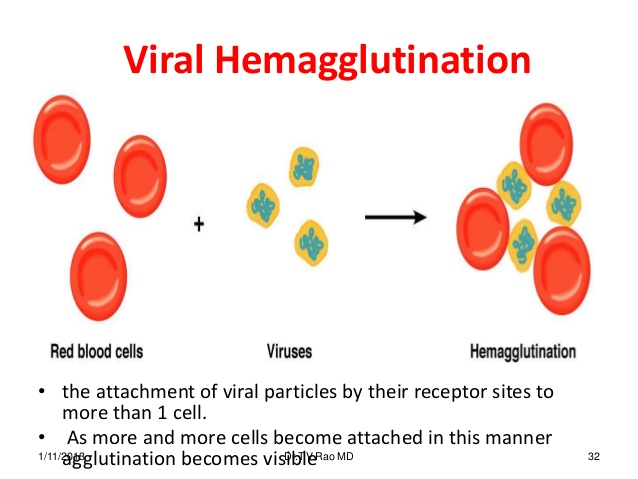 Viral Hemagglutination
+
Red blood cells
Viruses
Hemagglutination
• the attachment of viral particles by their receptor sites to
more than 1 cell.
• As more and more cells become attached in this manner
agglutination becomes visible
Rao MD
32